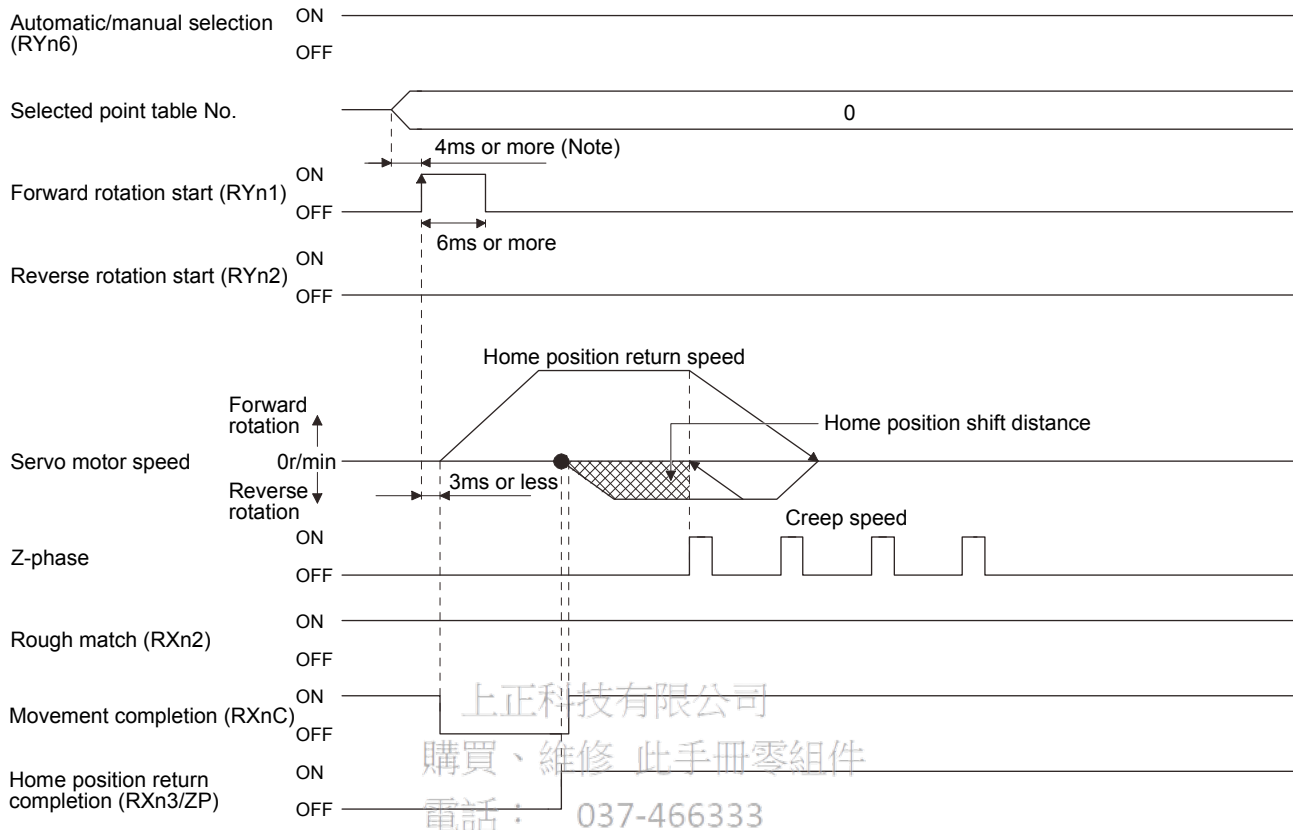 Automatic/manual selection
(RYn6)
ON
OFF
Selected point table No.
0
4ms or more (Note)
Forward rotation start (RYn1)
ON
OFF
6ms or more
Reverse rotation start (RYn2)
ON
OFF
Home position return speed
Forward
rotation
Home position shift distance
Servo motor speed
0r/min
3ms or less
Reverse
rotation
Creep speed
Z-phase
ON
OFF
Rough match (RXn2)
ON
OFF
Movement completion (RXnC)
ON
OFF
上正科技有限公司
購買、維修 此手冊零組件
Home position return
completion (RXn3/ZP)
ON
OFF
電話： 037-466333